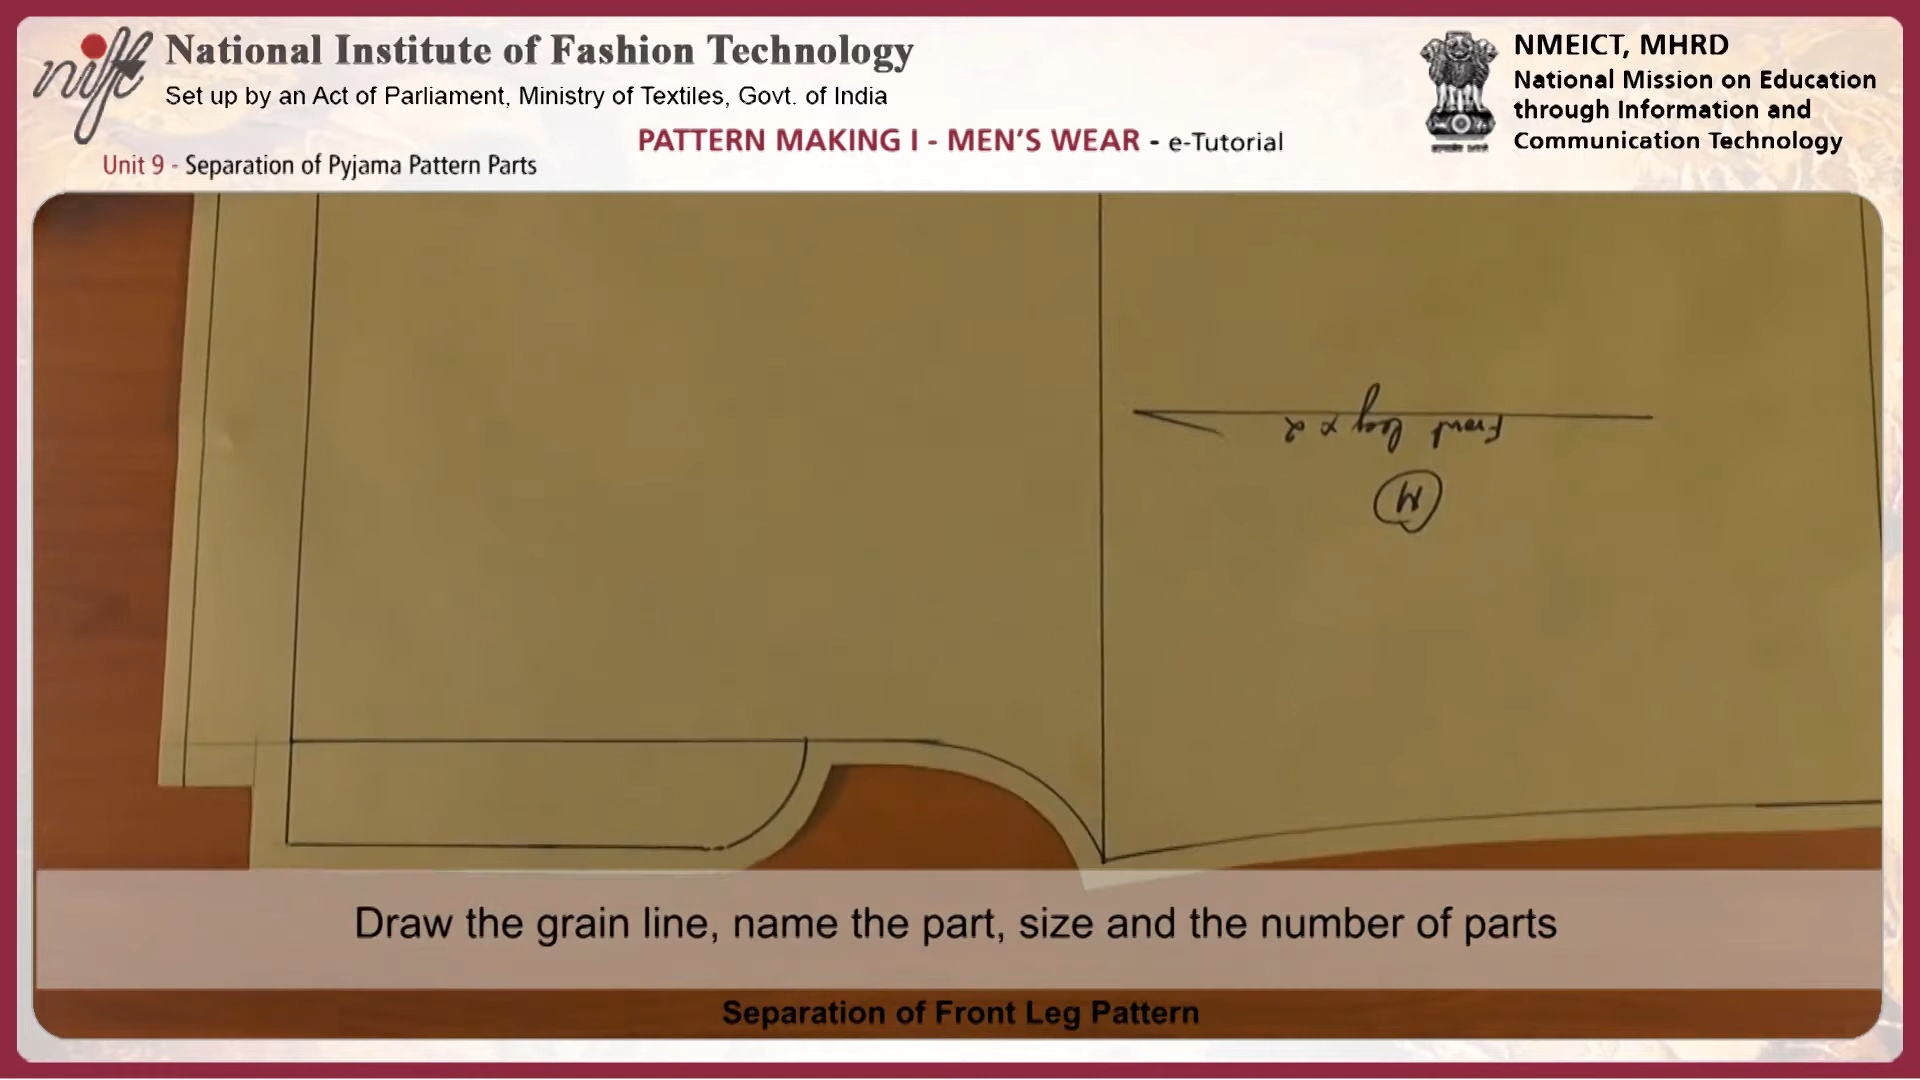 nift
National Institute of Fashion Technology
Set up by an Act of Parliament, Ministry of Textiles, Govt. of India
NMEICT, MHRD
National Mission on Education
through Information and
Communication Technology
PATTERN MAKING I - MEN'S WEAR - e-Tutorial
Unit 9 - Separation of Pyjama Pattern Parts
Front leg x 2
M
Draw the grain line, name the part, size and the number of parts
Separation of Front Leg Pattern